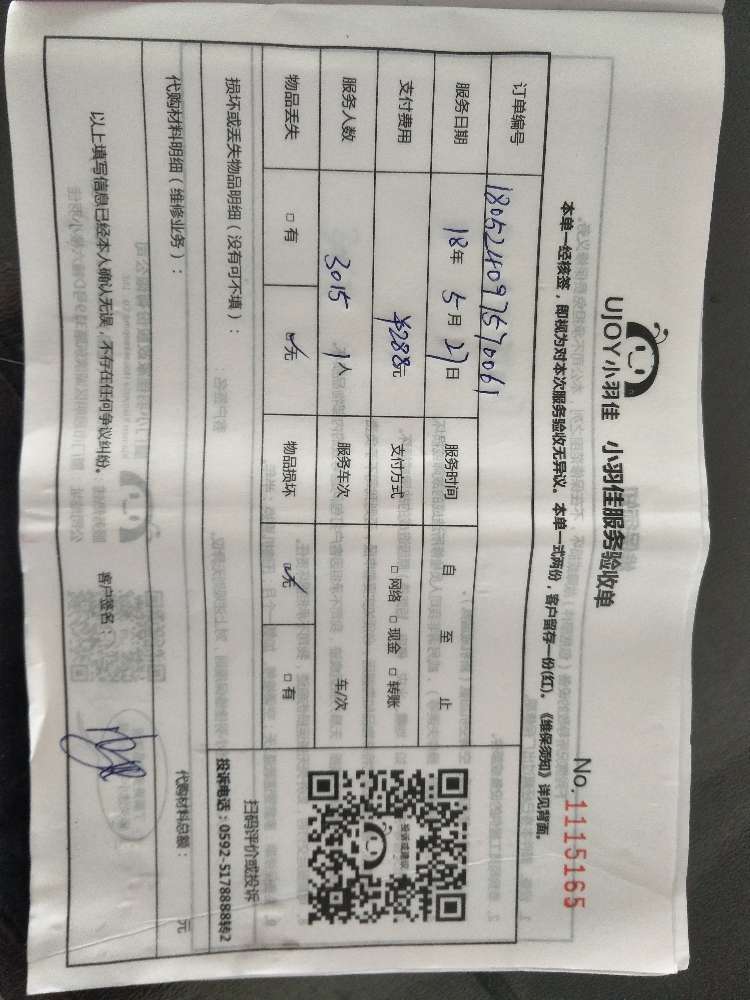 UJOY小羽佳 小羽佳服务验收单
No.1115165
本单一经核签，即视为对本次服务验收无异议。本单一式两份，客户留存一份(红)。《维保须知》详见背面。
订单编号 180524097570061
服务日期 18年 5月 27日 服务时间 自 至 止
支付费用 ¥288元 支付方式 □网络 □现金 □转账
服务人数 3015 1人 服务车次 车/次
物品丢失 □有 ☑无 物品损坏 ☑无 □有
损坏或丢失物品明细（没有可不填）：
扫码评价或投诉
投诉电话：0592-5178888转2
代购材料明细（维修业务）： 代购材料总额： 元
以上填写信息已经本人确认无误，不存在任何争议纠纷。 客户签名：